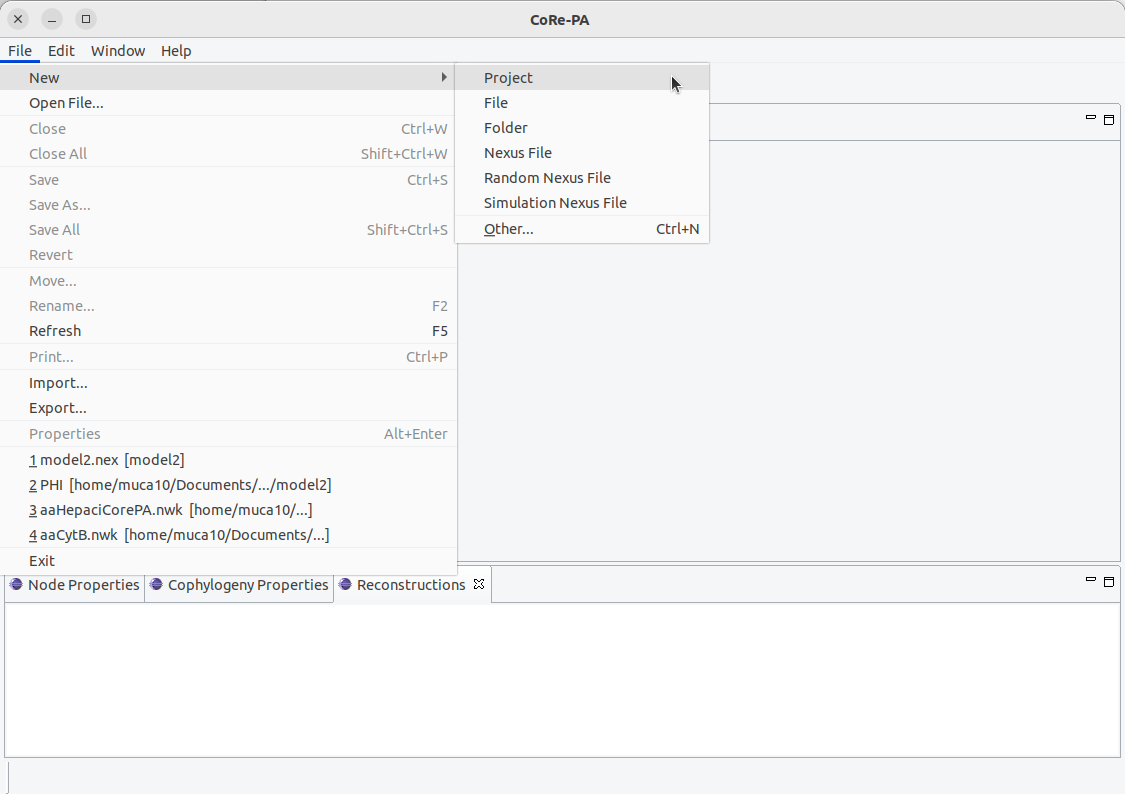 CoRe-PA
File Edit Window Help
New
Open File...
Close Ctrl+W
Close All Shift+Ctrl+W
Save Ctrl+S
Save As...
Save All Shift+Ctrl+S
Revert
Move...
Rename... F2
Refresh F5
Print... Ctrl+P
Import...
Export...
Properties Alt+Enter
1 model2.nex [model2]
2 PHI [home/muca10/Documents/.../model2]
3 aaHepaciCorePA.nwk [home/muca10/...]
4 aaCytB.nwk [home/muca10/Documents/...]
Exit
Project
File
Folder
Nexus File
Random Nexus File
Simulation Nexus File
Other... Ctrl+N
Node Properties Cophylogeny Properties Reconstructions